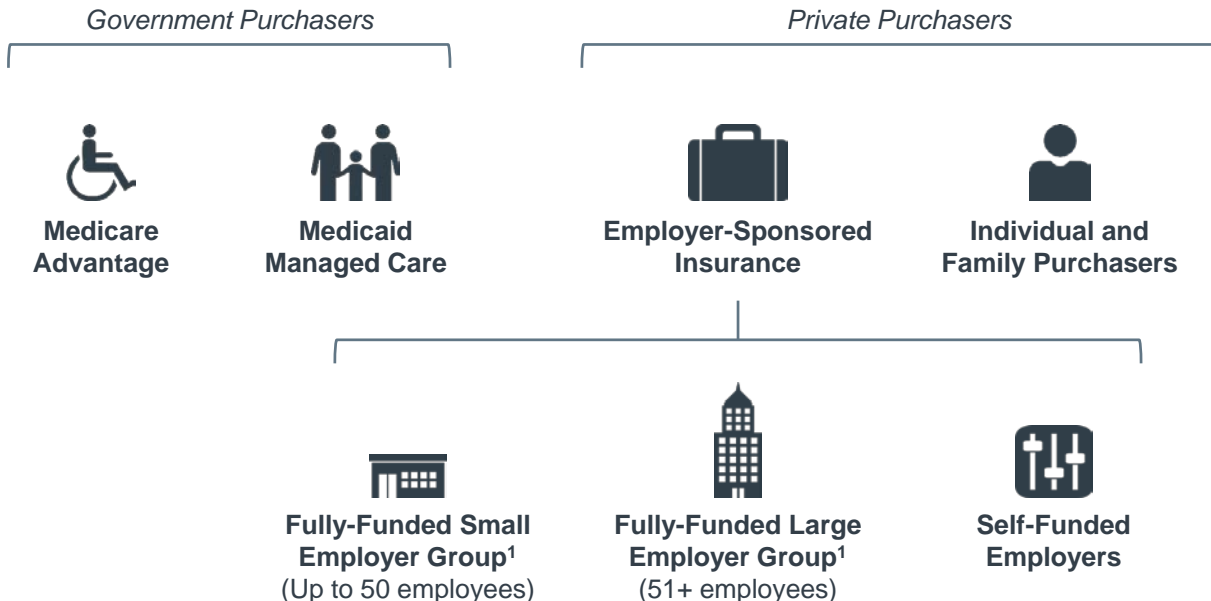 Government Purchasers
Private Purchasers
Medicare
Advantage
Medicaid
Managed Care
Employer-Sponsored
Insurance
Individual and
Family Purchasers
Fully-Funded Small
Employer Group¹
(Up to 50 employees)
Fully-Funded Large
Employer Group¹
(51+ employees)
Self-Funded
Employers